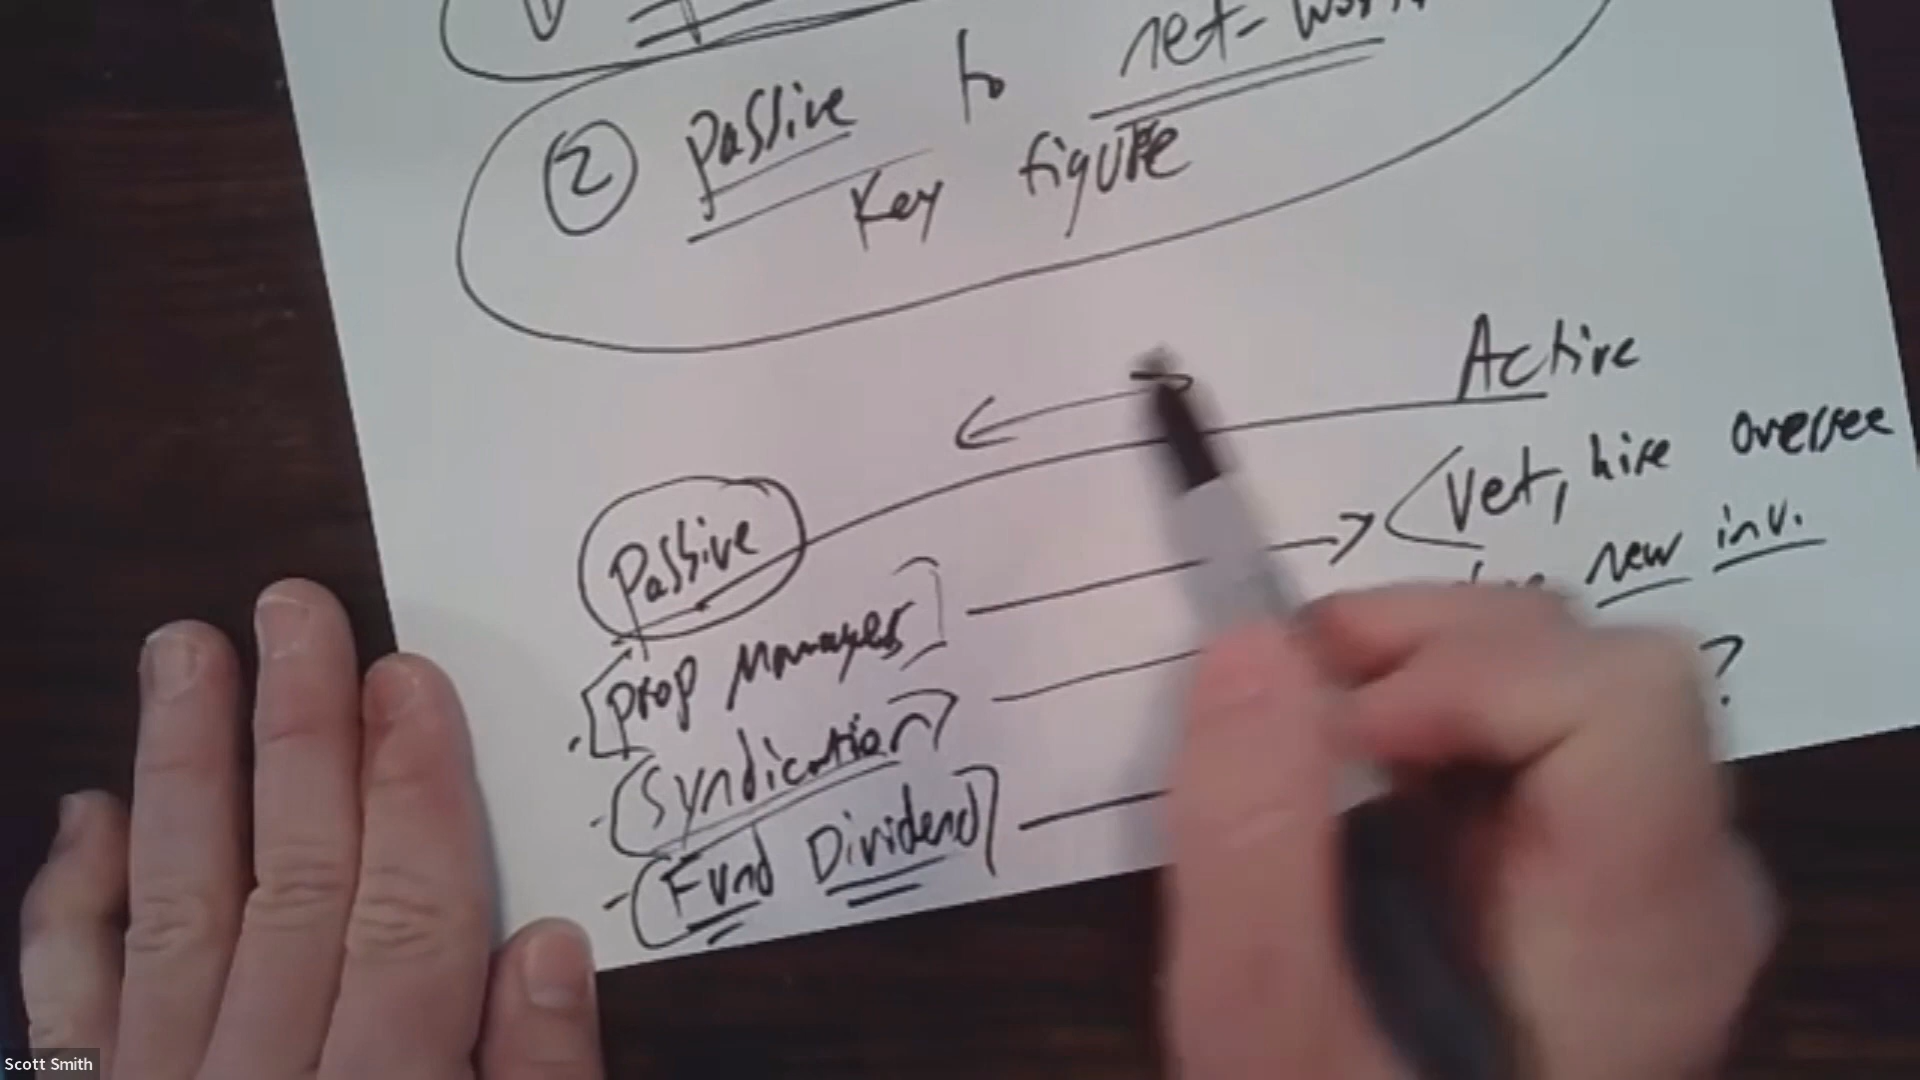 ② Passive to net-worth
Key figure
Active
Passive
Vet, hire oversee
new inv.
. Prop Manager
?
- Syndication
- Fund Dividend
Scott Smith